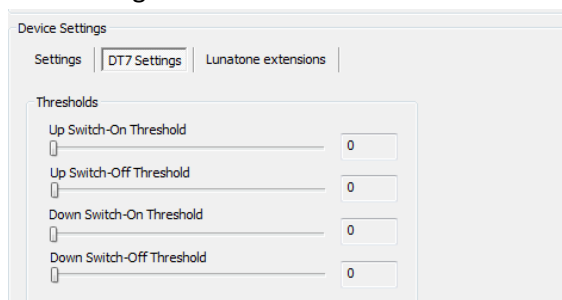 Device Settings
Settings DT7 Settings Lunatone extensions
Thresholds
Up Switch-On Threshold
0
Up Switch-Off Threshold
0
Down Switch-On Threshold
0
Down Switch-Off Threshold
0